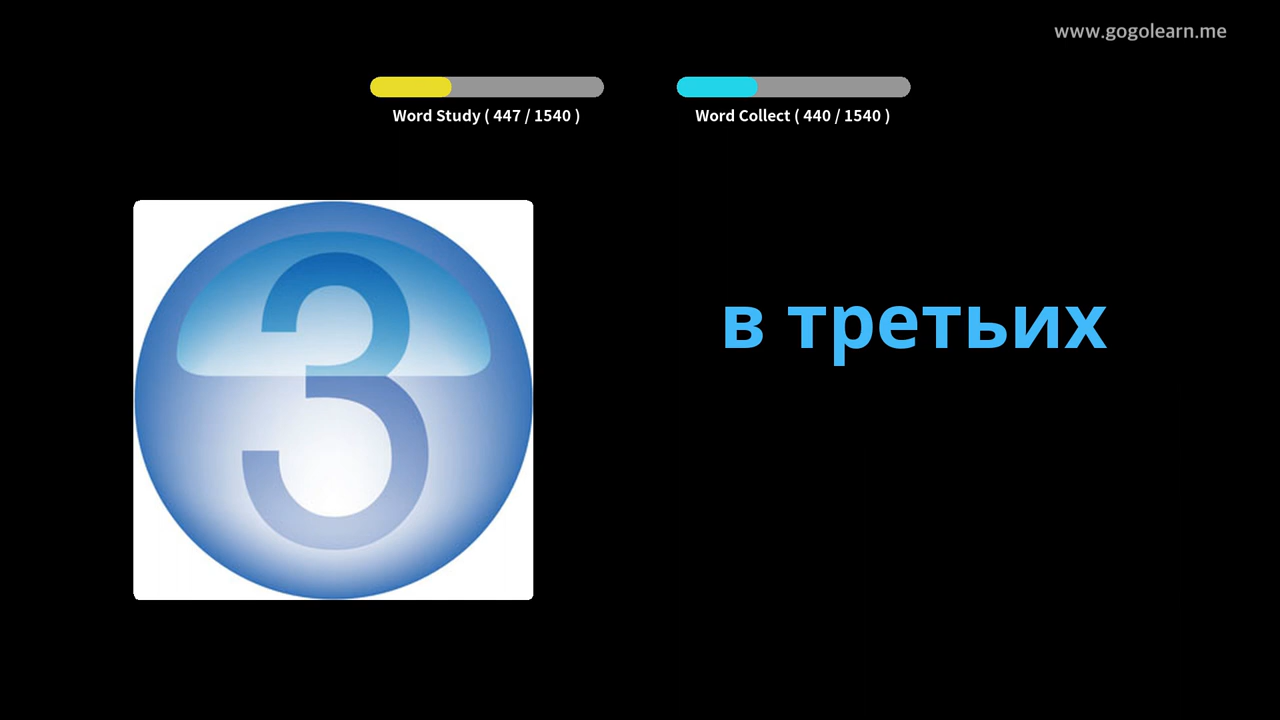 www.gogolearn.me
Word Study ( 447 / 1540 )
Word Collect ( 440 / 1540 )
3
в третьих